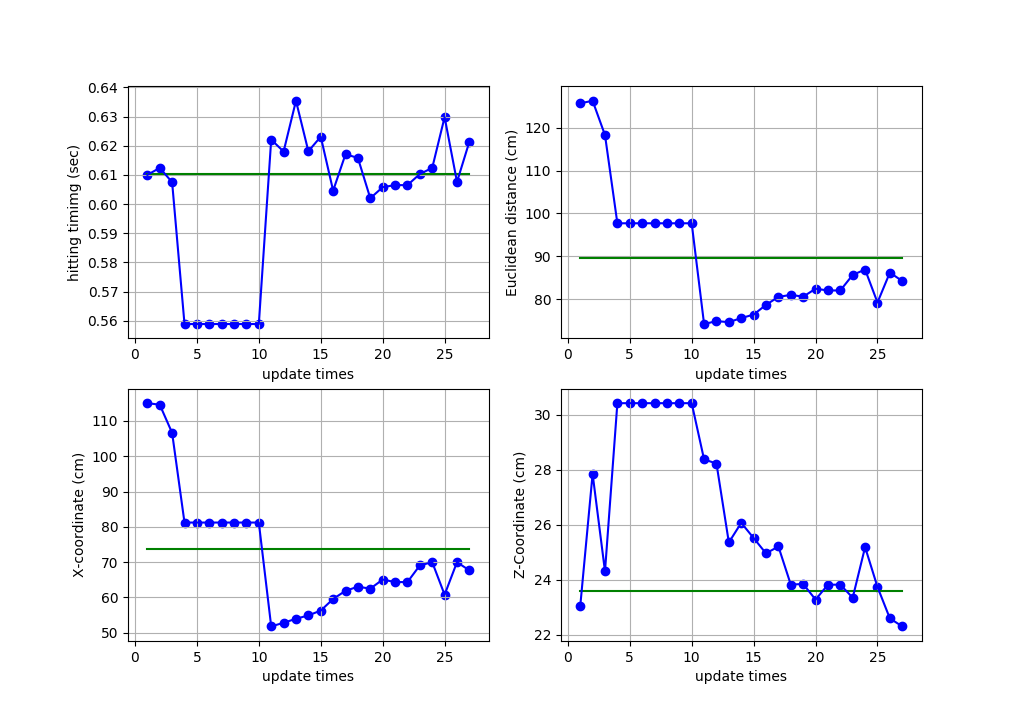 0.64
0.63
0.62
0.61
0.60
0.59
0.58
0.57
0.56
hitting timimg (sec)
0 5 10 15 20 25
update times
120
110
100
90
80
Euclidean distance (cm)
0 5 10 15 20 25
update times
110
100
90
80
70
60
50
X-coordinate (cm)
0 5 10 15 20 25
update times
30
28
26
24
22
Z-Coordinate (cm)
0 5 10 15 20 25
update times